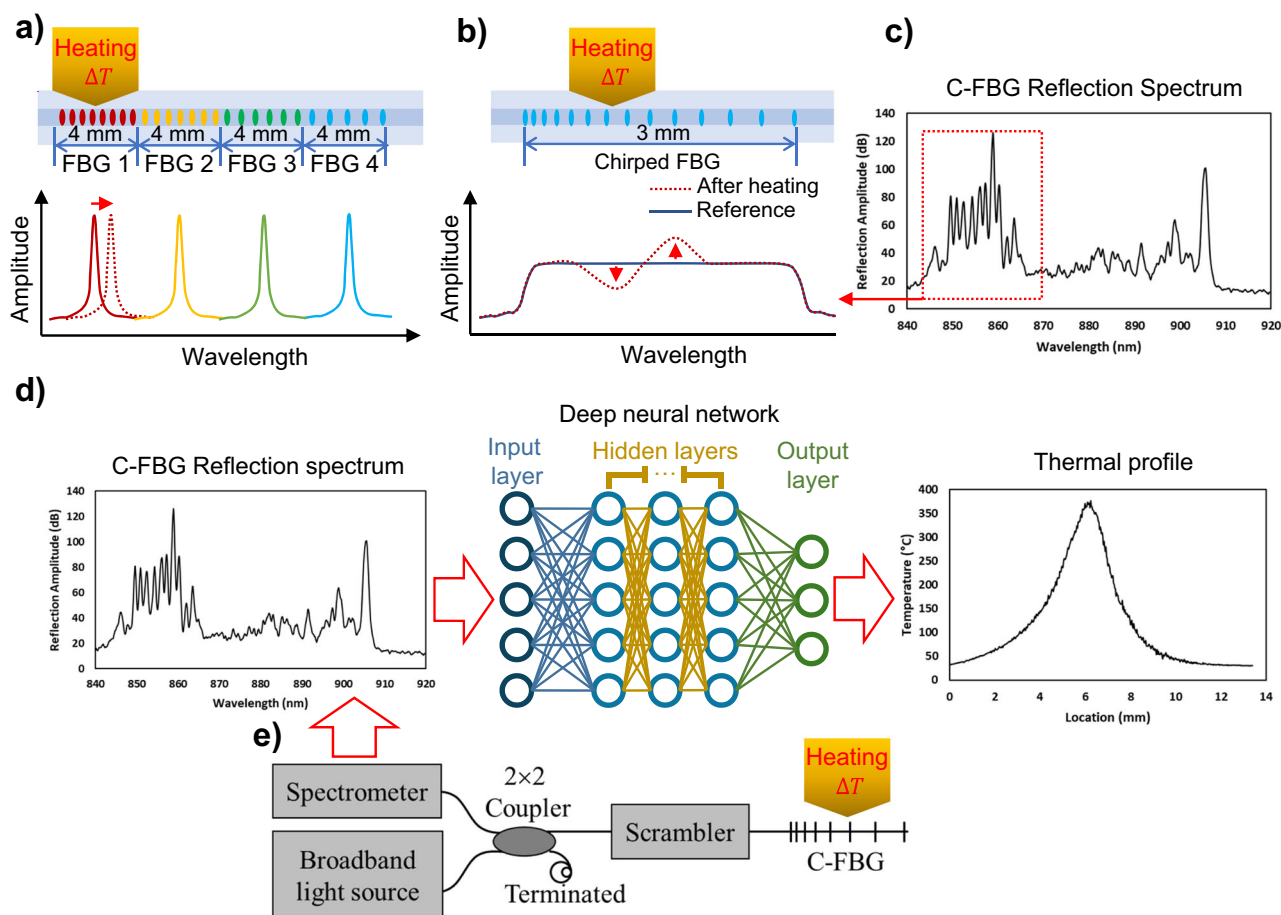 a)
Heating
ΔT
4 mm 4 mm 4 mm 4 mm
FBG 1 FBG 2 FBG 3 FBG 4
Amplitude
Wavelength
b)
Heating
ΔT
3 mm
Chirped FBG
After heating
Reference
Amplitude
Wavelength
c)
C-FBG Reflection Spectrum
Reflection Amplitude (dB)
140
120
100
80
60
40
20
0
840 850 860 870 880 890 900 910 920
Wavelength (nm)
d)
C-FBG Reflection spectrum
Reflection Amplitude (dB)
140
120
100
80
60
40
20
0
840 850 860 870 880 890 900 910 920
Wavelength (nm)
Deep neural network
Input
layer
Hidden layers
...
Output
layer
Thermal profile
Temperature (°C)
400
350
300
250
200
150
100
50
0
0 2 4 6 8 10 12 14
Location (mm)
e)
Spectrometer
Broadband
light source
2×2
Coupler
Terminated
Scrambler
Heating
ΔT
C-FBG